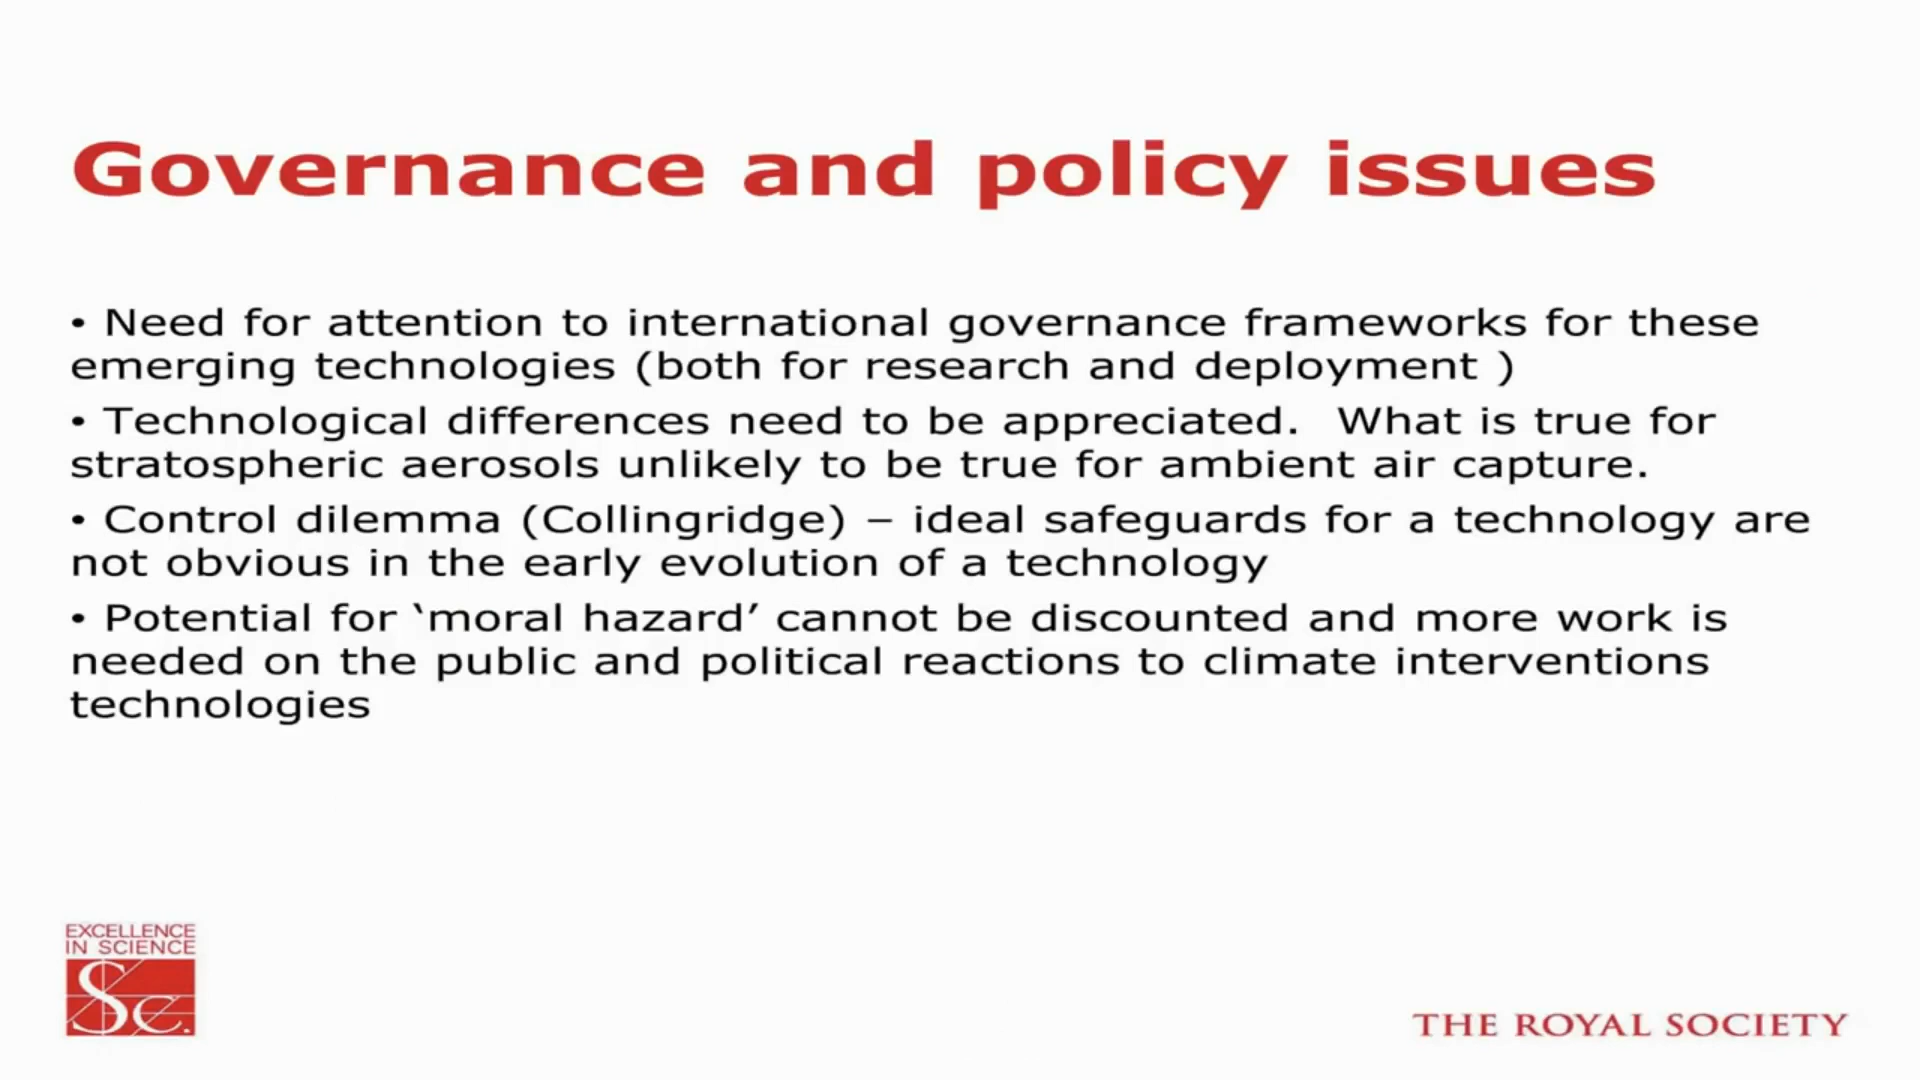 Governance and policy issues
• Need for attention to international governance frameworks for these
emerging technologies (both for research and deployment )
• Technological differences need to be appreciated.  What is true for
stratospheric aerosols unlikely to be true for ambient air capture.
• Control dilemma (Collingridge) – ideal safeguards for a technology are
not obvious in the early evolution of a technology
• Potential for ‘moral hazard’ cannot be discounted and more work is
needed on the public and political reactions to climate interventions
technologies
EXCELLENCE
IN SCIENCE
Sc.
THE ROYAL SOCIETY